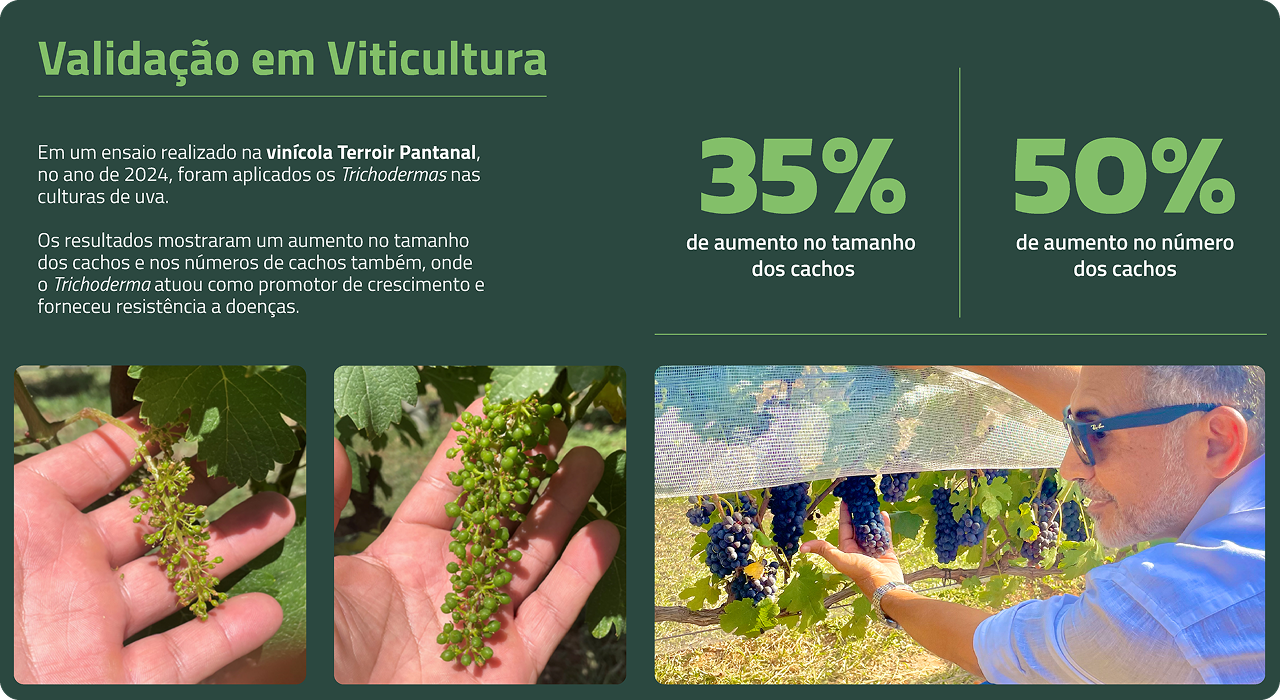 Validação em Viticultura
Em um ensaio realizado na vinícola Terroir Pantanal,
no ano de 2024, foram aplicados os Trichodermas nas
culturas de uva.
Os resultados mostraram um aumento no tamanho
dos cachos e nos números de cachos também, onde
o Trichoderma atuou como promotor de crescimento e
forneceu resistência a doenças.
35%
de aumento no tamanho
dos cachos
50%
de aumento no número
dos cachos
Ray-Ban